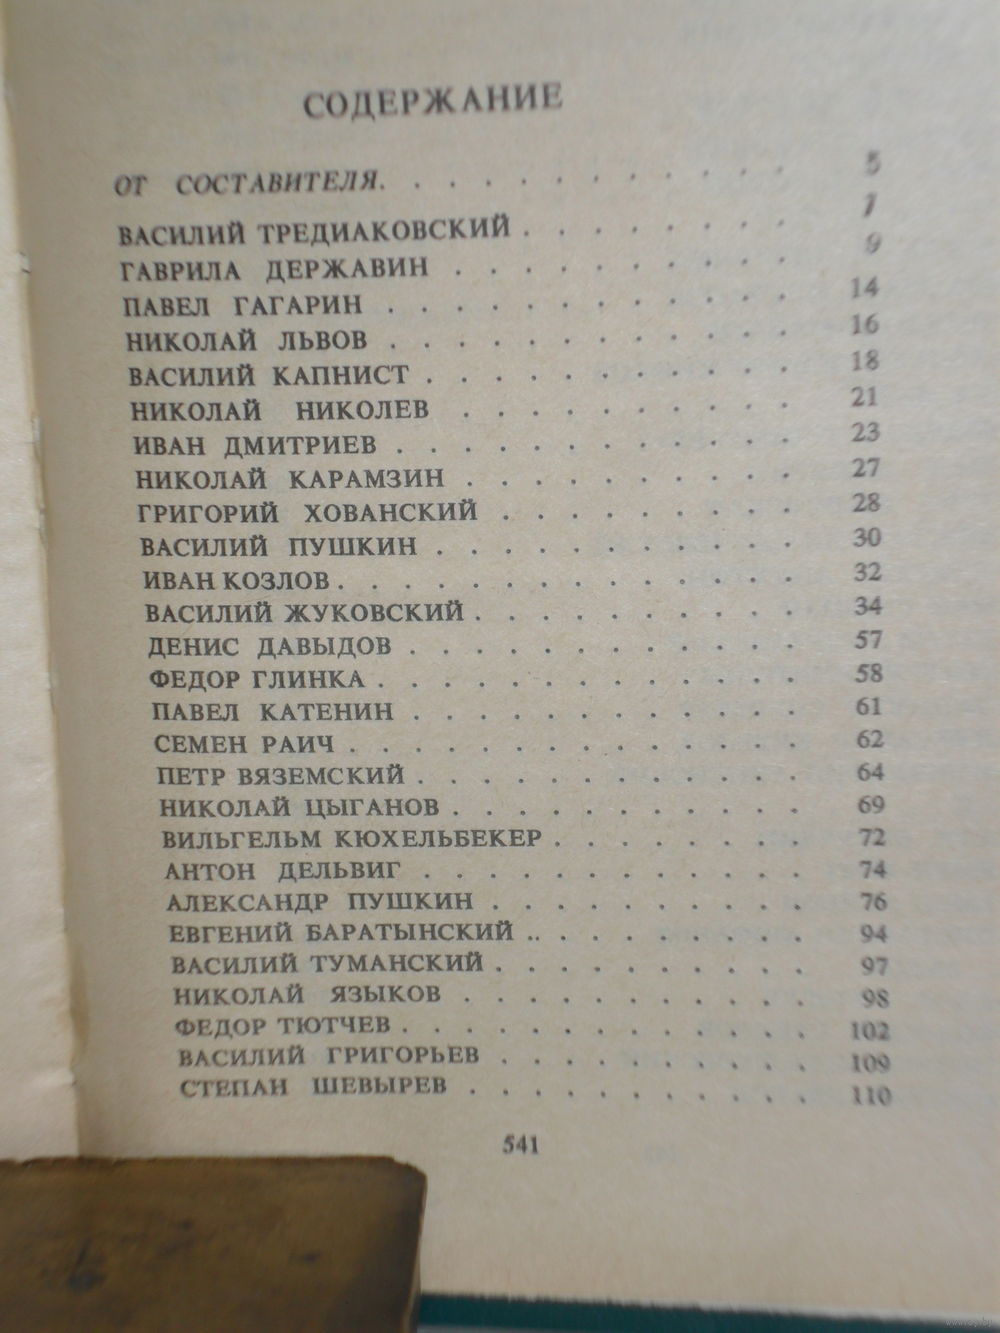 СОДЕРЖАНИЕ
ОТ СОСТАВИТЕЛЯ. . . . . . . . . . . . 5
ВАСИЛИЙ ТРЕДИАКОВСКИЙ . . . . . . . . 7
ГАВРИЛА ДЕРЖАВИН . . . . . . . . . . 9
ПАВЕЛ ГАГАРИН . . . . . . . . . . . . 14
НИКОЛАЙ ЛЬВОВ . . . . . . . . . . . . 16
ВАСИЛИЙ КАПНИСТ . . . . . . . . . . . 18
НИКОЛАЙ НИКОЛЕВ . . . . . . . . . . 21
ИВАН ДМИТРИЕВ . . . . . . . . . . . . 23
НИКОЛАЙ КАРАМЗИН . . . . . . . . . . 27
ГРИГОРИЙ ХОВАНСКИЙ . . . . . . . . . 28
ВАСИЛИЙ ПУШКИН . . . . . . . . . . . 30
ИВАН КОЗЛОВ . . . . . . . . . . . . . . 32
ВАСИЛИЙ ЖУКОВСКИЙ . . . . . . . . . . 34
ДЕНИС ДАВЫДОВ . . . . . . . . . . . . 57
ФЕДОР ГЛИНКА . . . . . . . . . . . . . 58
ПАВЕЛ КАТЕНИН . . . . . . . . . . . . 61
СЕМЕН РАИЧ . . . . . . . . . . . . . . 62
ПЕТР ВЯЗЕМСКИЙ . . . . . . . . . . . . 64
НИКОЛАЙ ЦЫГАНОВ . . . . . . . . . . . 69
ВИЛЬГЕЛЬМ КЮХЕЛЬБЕКЕР . . . . . . . . 72
АНТОН ДЕЛЬВИГ . . . . . . . . . . . . 74
АЛЕКСАНДР ПУШКИН . . . . . . . . . . 76
ЕВГЕНИЙ БАРАТЫНСКИЙ .. . . . . . . . . 94
ВАСИЛИЙ ТУМАНСКИЙ . . . . . . . . . . 97
НИКОЛАЙ ЯЗЫКОВ . . . . . . . . . . . 98
ФЕДОР ТЮТЧЕВ . . . . . . . . . . . . . 102
ВАСИЛИЙ ГРИГОРЬЕВ . . . . . . . . . . 109
СТЕПАН ШЕВЫРЕВ . . . . . . . . . . . 110
541